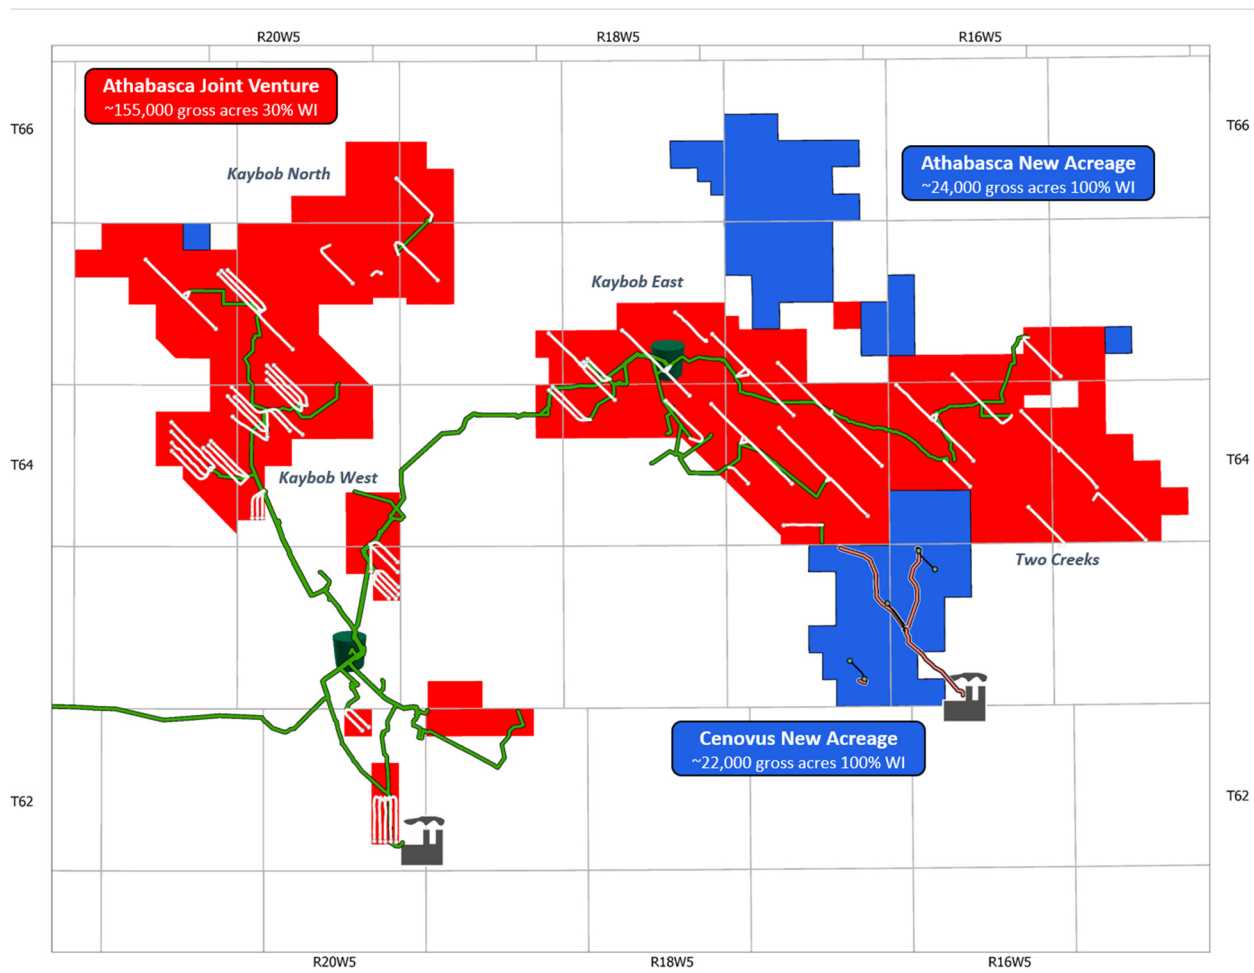 R20W5
R18W5
R16W5
Athabasca Joint Venture
~155,000 gross acres 30% WI
T66
T66
Kaybob North
Athabasca New Acreage
~24,000 gross acres 100% WI
Kaybob East
T64
T64
Kaybob West
Two Creeks
Cenovus New Acreage
~22,000 gross acres 100% WI
T62
T62
R20W5
R18W5
R16W5